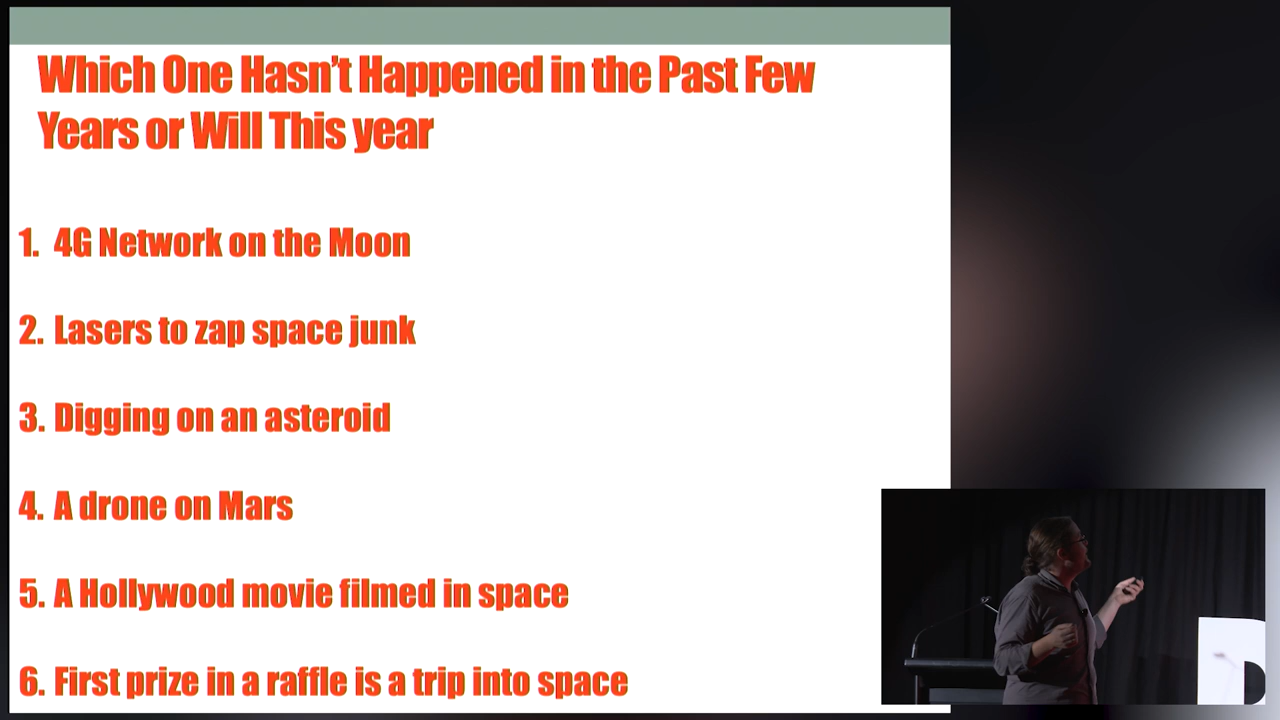 Which One Hasn't Happened in the Past Few
Years or Will This year
1. 4G Network on the Moon
2. Lasers to zap space junk
3. Digging on an asteroid
4. A drone on Mars
5. A Hollywood movie filmed in space
6. First prize in a raffle is a trip into space
D